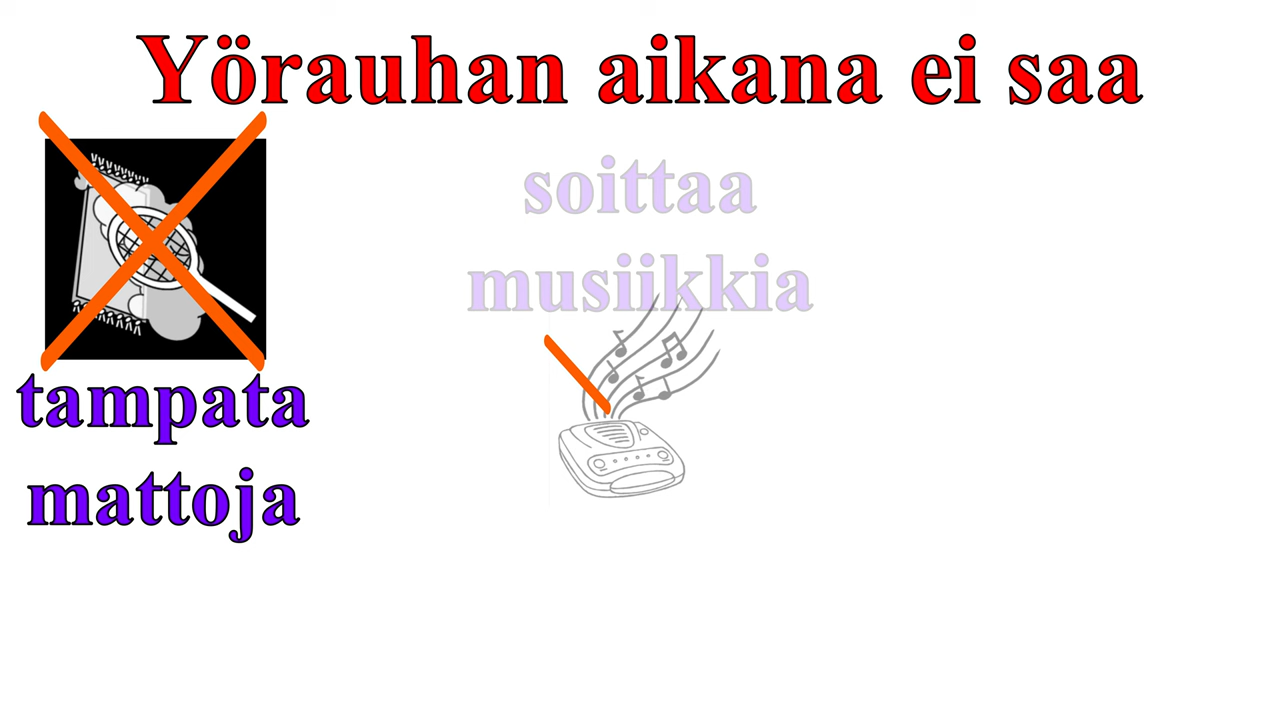 Yörauhan aikana ei saa
soittaa
musiikkia
tampata
mattoja